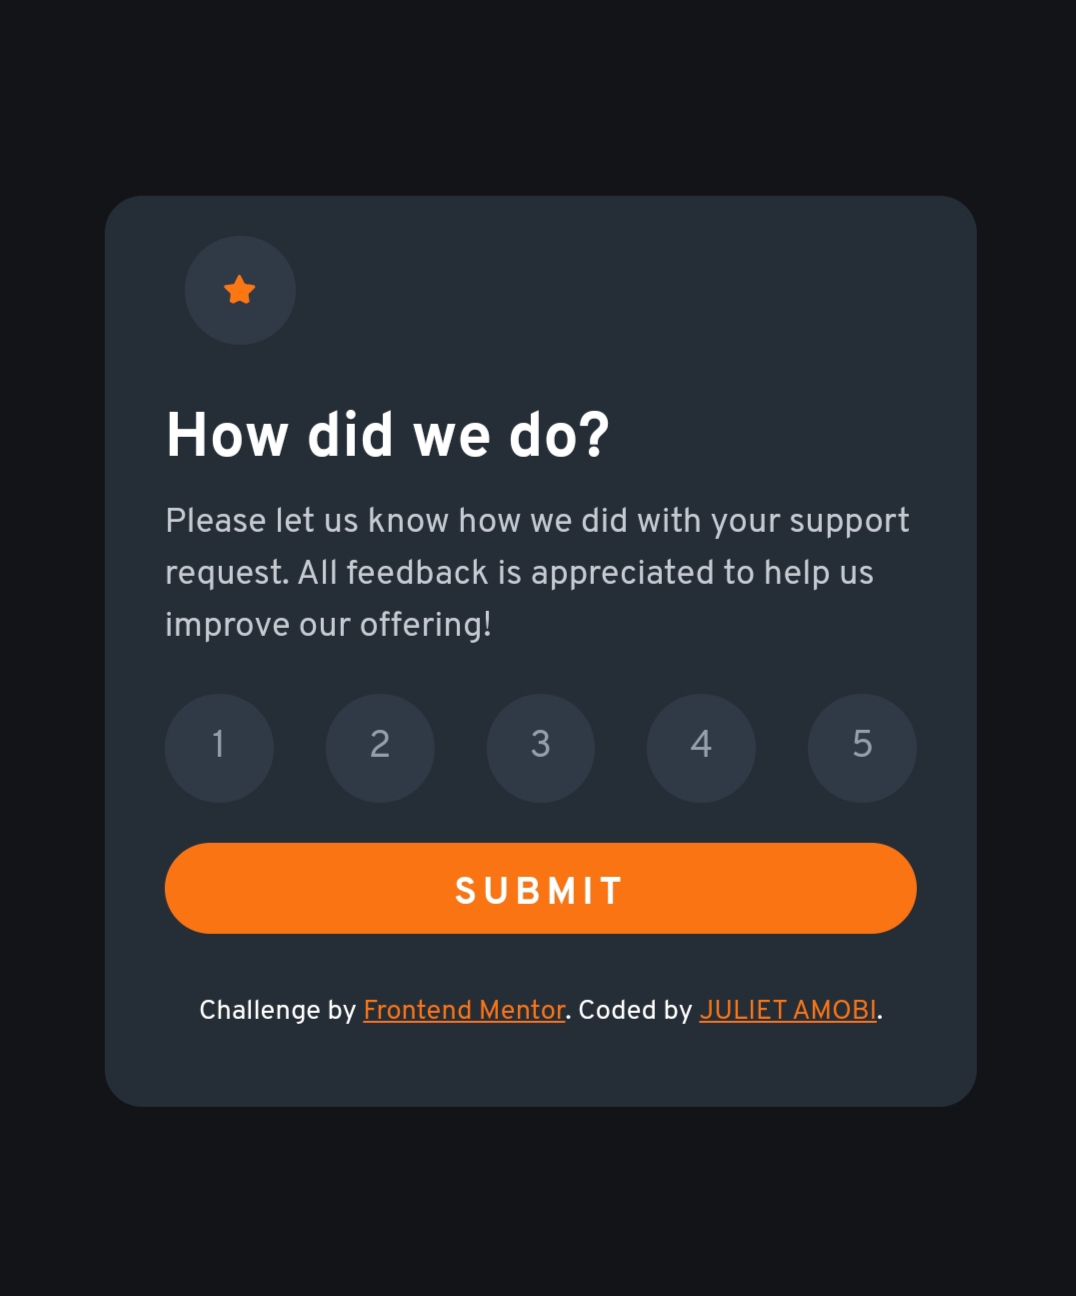 How did we do?
Please let us know how we did with your support
request. All feedback is appreciated to help us
improve our offering!
1 2 3 4 5
SUBMIT
Challenge by Frontend Mentor. Coded by JULIET AMOBI.